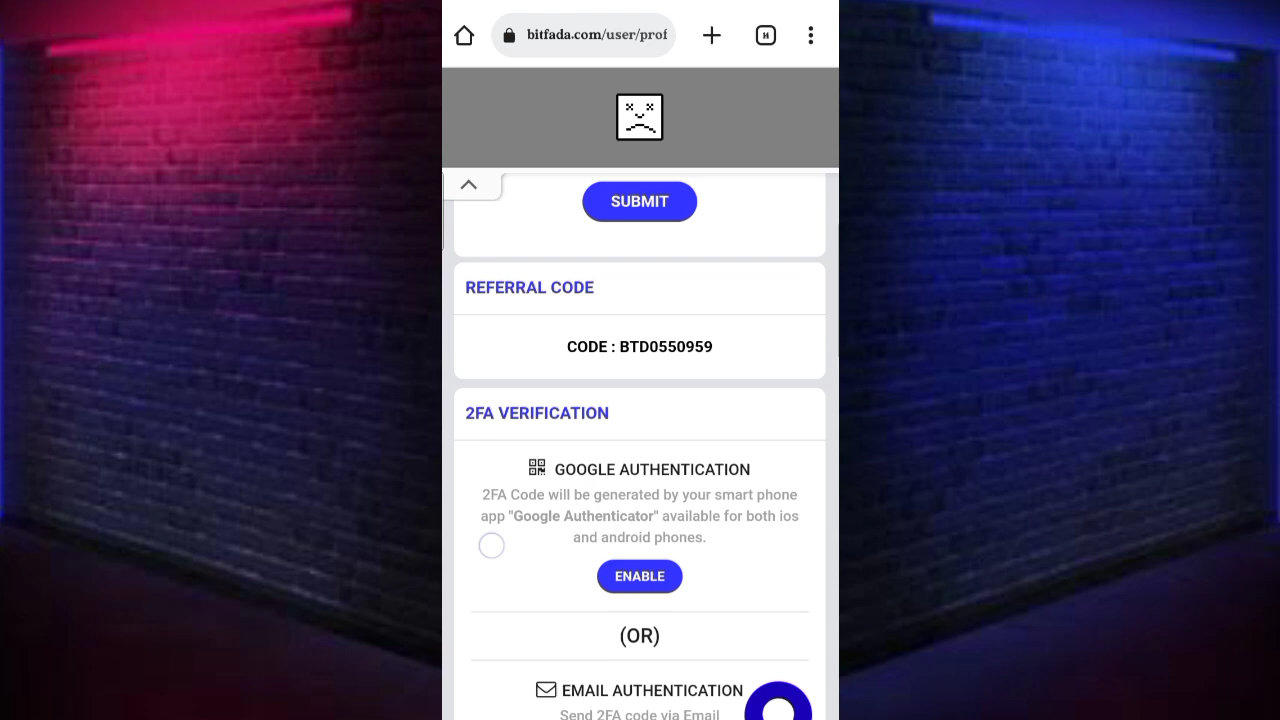 bitfada.com/user/prof
SUBMIT
REFERRAL CODE
CODE : BTD0550959
2FA VERIFICATION
GOOGLE AUTHENTICATION
2FA Code will be generated by your smart phone
app "Google Authenticator" available for both ios
and android phones.
ENABLE
(OR)
EMAIL AUTHENTICATION
Send 2FA code via Email